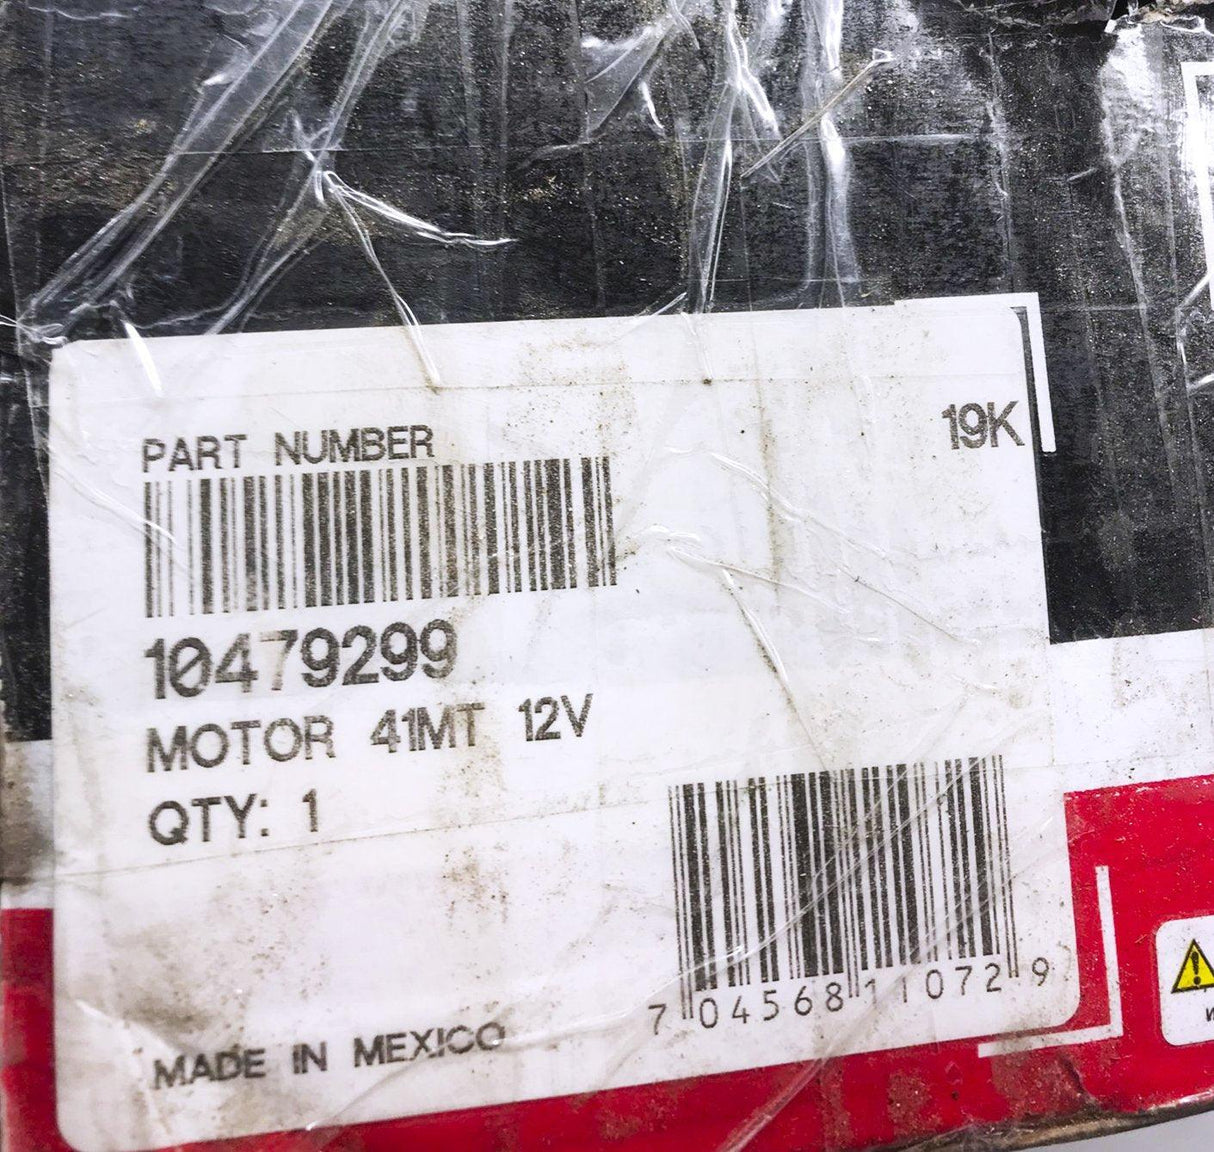 19K
PART NUMBER
10479299
MOTOR 41MT 12V
QTY: 1
7 04568 11072 9
MADE IN MEXICO